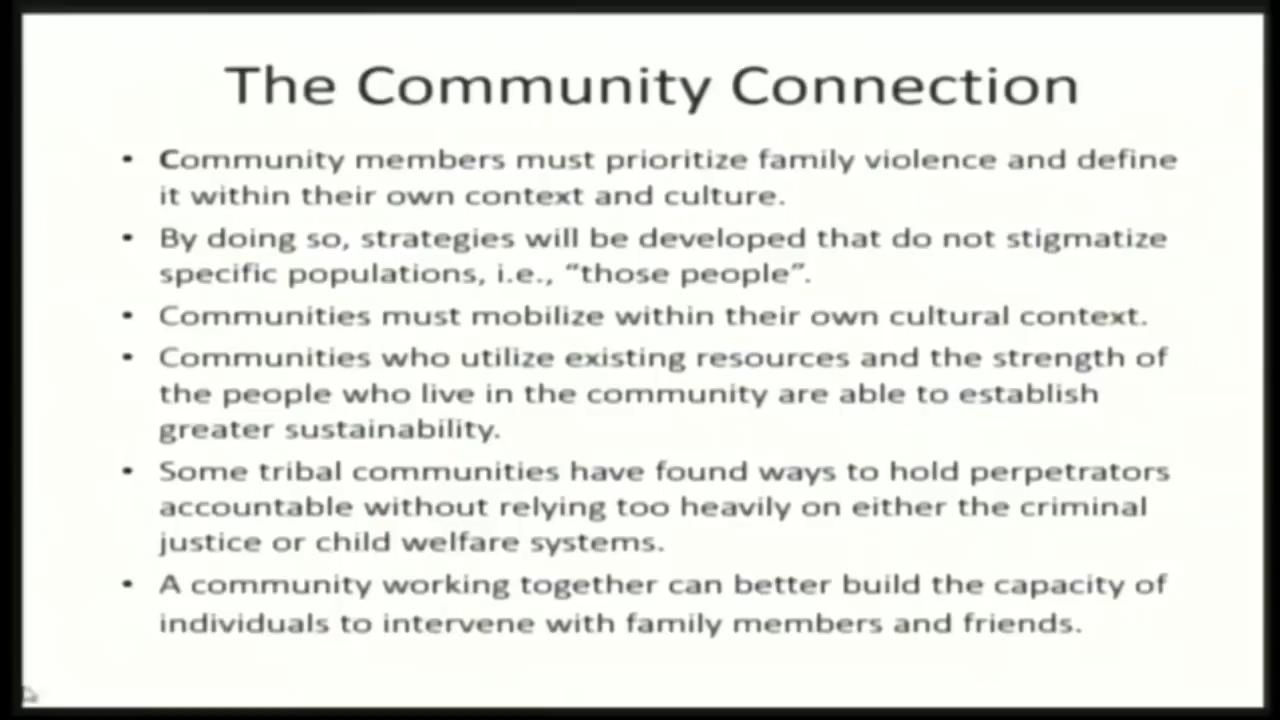 The Community Connection
• Community members must prioritize family violence and define
it within their own context and culture.
• By doing so, strategies will be developed that do not stigmatize
specific populations, i.e., “those people”.
• Communities must mobilize within their own cultural context.
• Communities who utilize existing resources and the strength of
the people who live in the community are able to establish
greater sustainability.
• Some tribal communities have found ways to hold perpetrators
accountable without relying too heavily on either the criminal
justice or child welfare systems.
• A community working together can better build the capacity of
individuals to intervene with family members and friends.